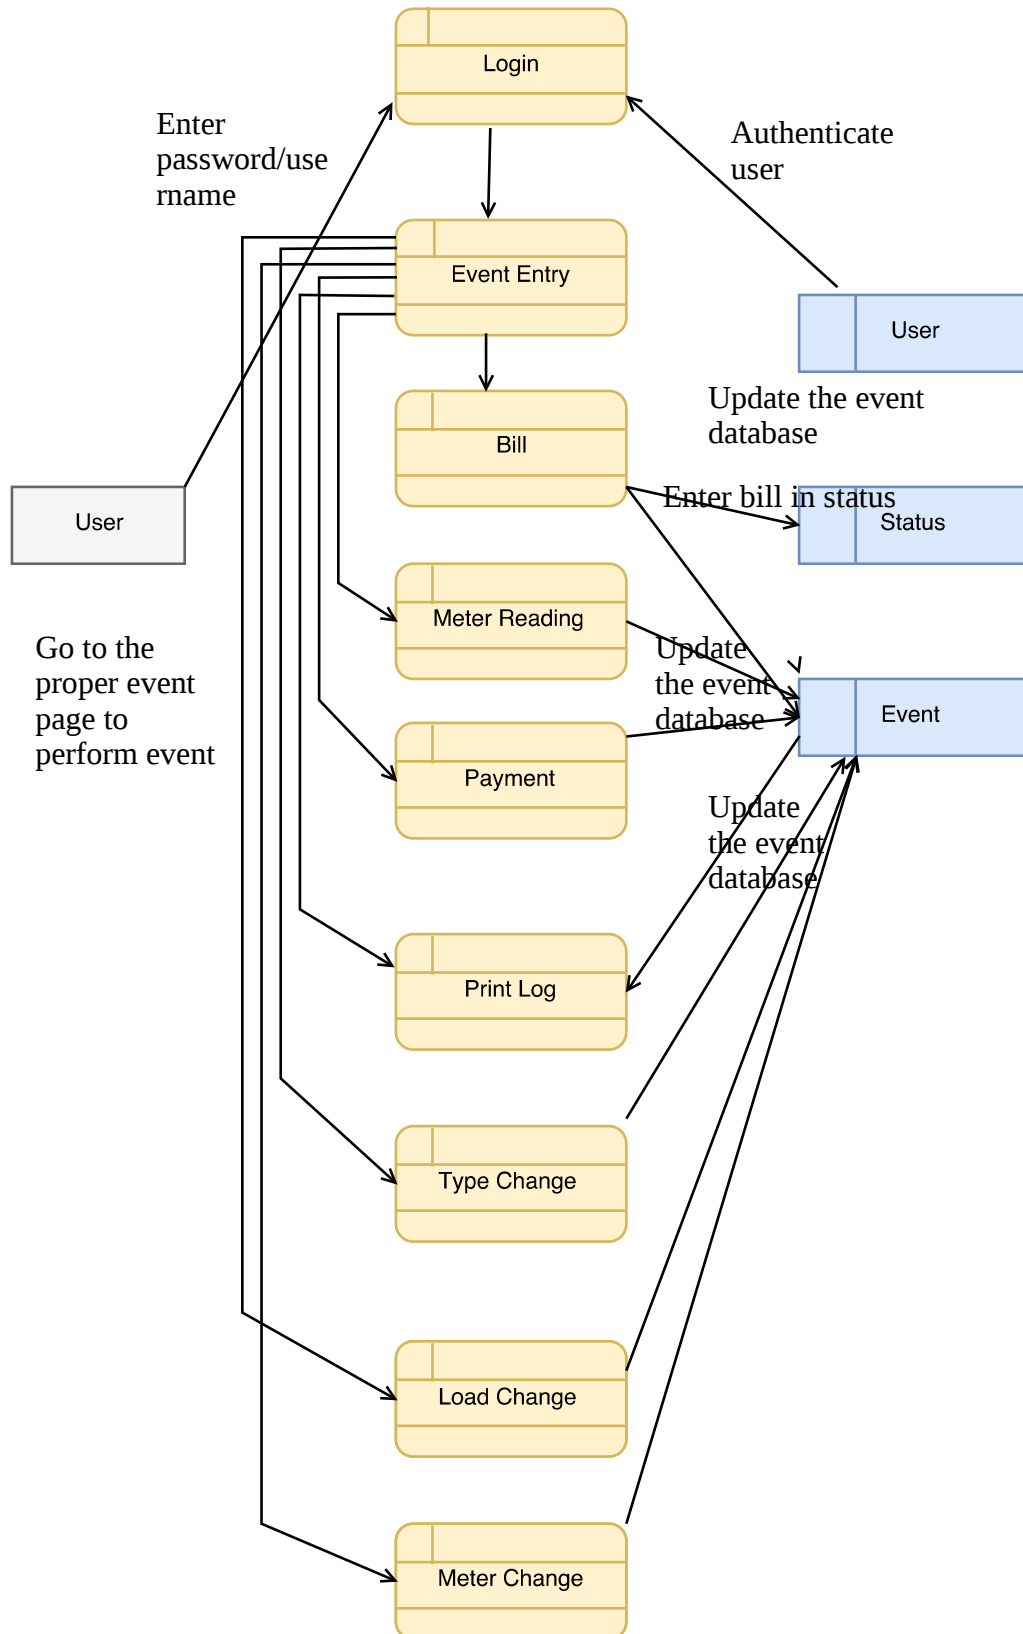 Login
Enter
password/use
rname
Authenticate
user
Event Entry
User
Update the event
database
Bill
Enter bill in status
User
Status
Meter Reading
Go to the
proper event
page to
perform event
Update
the event
database
Event
Payment
Update
the event
database
Print Log
Type Change
Load Change
Meter Change